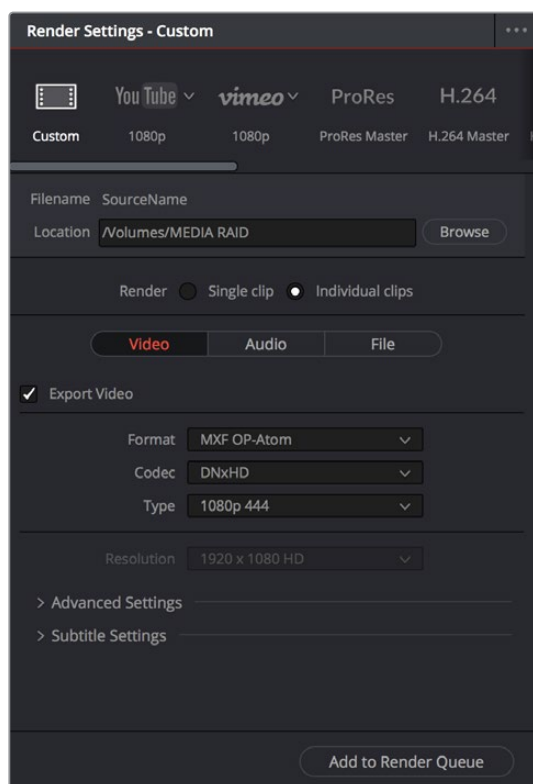 Render Settings - Custom
YouTube vimeo ProRes H.264
Custom 1080p 1080p ProRes Master H.264 Master
Filename SourceName
Location /Volumes/MEDIA RAID Browse
Render Single clip Individual clips
Video Audio File
Export Video
Format MXF OP-Atom
Codec DNxHD
Type 1080p 444
Resolution 1920 x 1080 HD
Advanced Settings
Subtitle Settings
Add to Render Queue